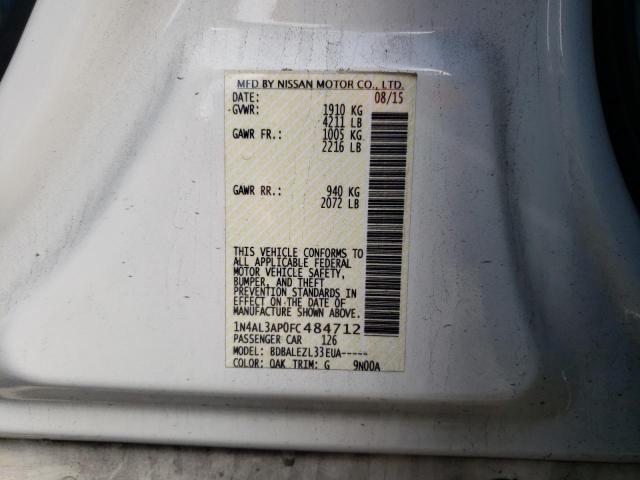 MFD BY NISSAN MOTOR CO., LTD.
DATE: 08/15
GVWR: 1910 KG
4211 LB
GAWR FR.: 1005 KG
2216 LB
GAWR RR.: 940 KG
2072 LB
THIS VEHICLE CONFORMS TO
ALL APPLICABLE FEDERAL
MOTOR VEHICLE SAFETY,
BUMPER, AND THEFT
PREVENTION STANDARDS IN
EFFECT ON THE DATE OF
MANUFACTURE SHOWN ABOVE.
1N4AL3AP0FC484712
PASSENGER CAR 126
MODEL: BDBALEZL33EUA-----
COLOR: QAK TRIM: G 9N00A